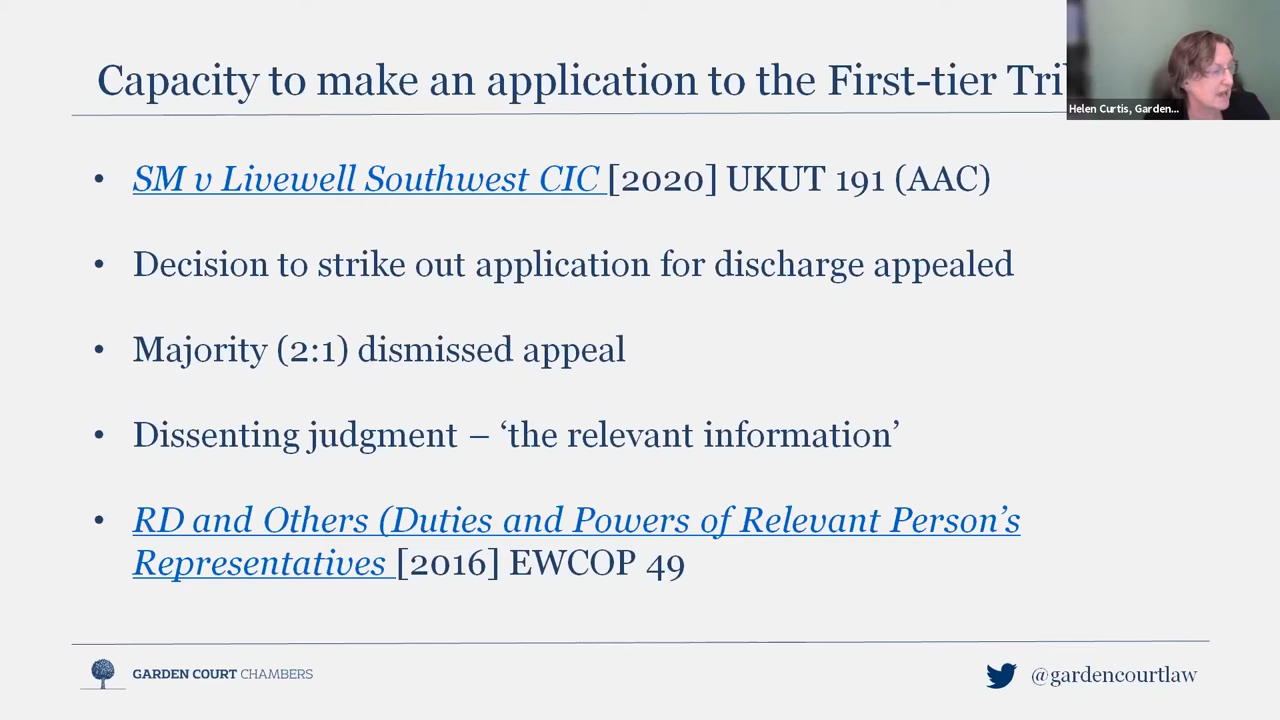 Capacity to make an application to the First-tier
Helen Curtis, Garden...
• SM v Livewell Southwest CIC [2020] UKUT 191 (AAC)
• Decision to strike out application for discharge appealed
• Majority (2:1) dismissed appeal
• Dissenting judgment – ‘the relevant information’
• RD and Others (Duties and Powers of Relevant Person’s
Representatives [2016] EWCOP 49
GARDEN COURT CHAMBERS
@gardencourtlaw